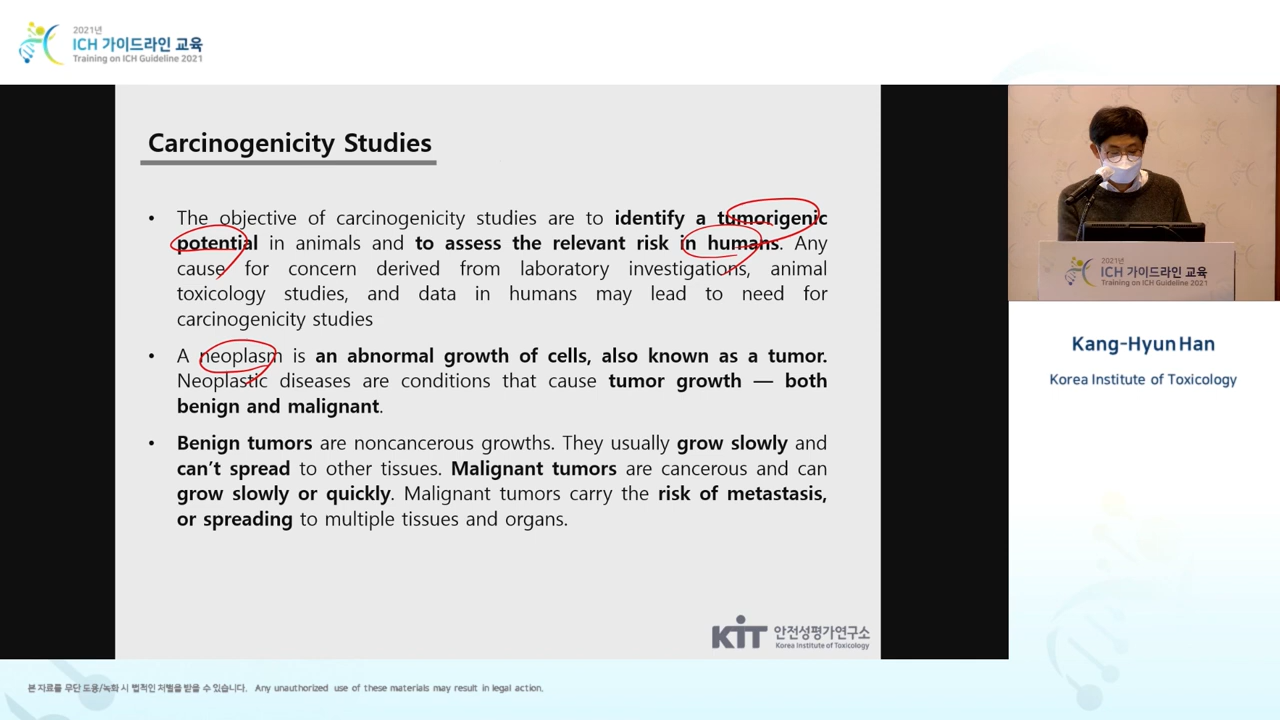 2021년
ICH 가이드라인 교육
Training on ICH Guideline 2021
Carcinogenicity Studies
• The objective of carcinogenicity studies are to identify a tumorigenic
potential in animals and to assess the relevant risk in humans. Any
cause for concern derived from laboratory investigations, animal
toxicology studies, and data in humans may lead to need for
carcinogenicity studies
• A neoplasm is an abnormal growth of cells, also known as a tumor.
Neoplastic diseases are conditions that cause tumor growth — both
benign and malignant.
• Benign tumors are noncancerous growths. They usually grow slowly and
can’t spread to other tissues. Malignant tumors are cancerous and can
grow slowly or quickly. Malignant tumors carry the risk of metastasis,
or spreading to multiple tissues and organs.
KIT 안전성평가연구소
Korea Institute of Toxicology
2021년
ICH 가이드라인 교육
Training on ICH Guideline 2021
Kang-Hyun Han
Korea Institute of Toxicology
본 자료를 무단 도용/녹화 시 법적인 처벌을 받을 수 있습니다. Any unauthorized use of these materials may result in legal action.